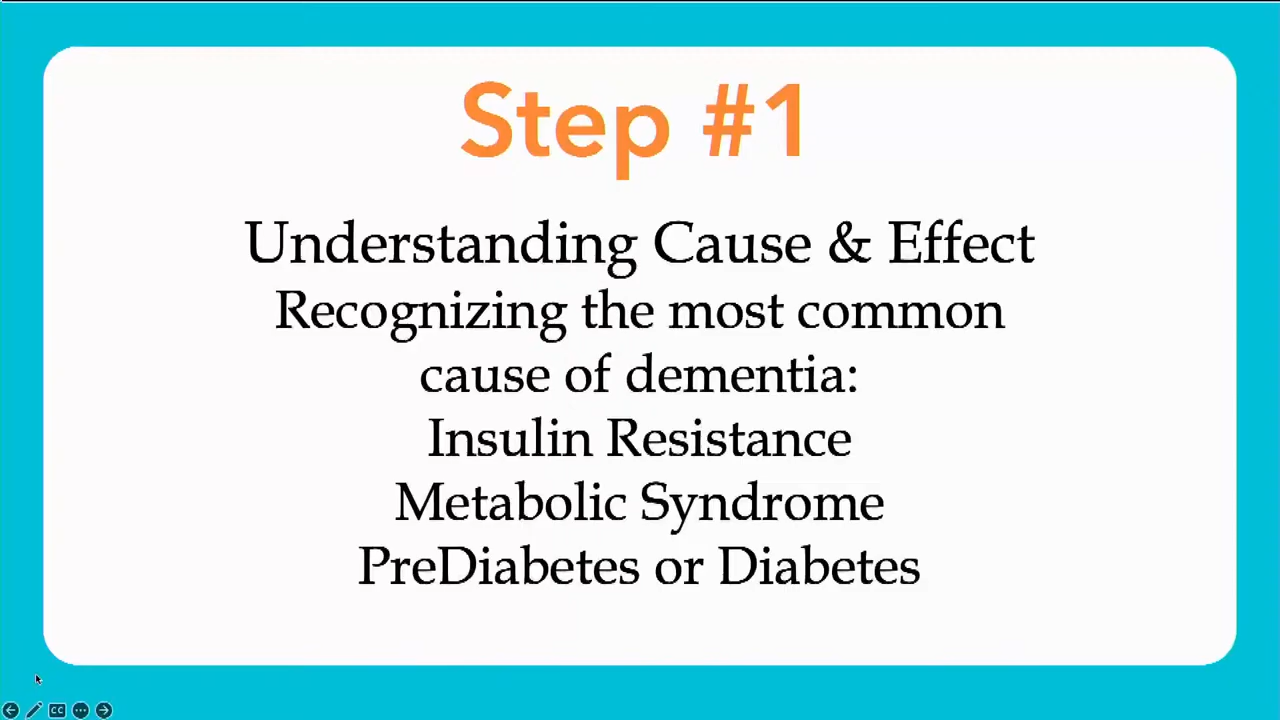 Step #1
Understanding Cause & Effect
Recognizing the most common
cause of dementia:
Insulin Resistance
Metabolic Syndrome
PreDiabetes or Diabetes
CC